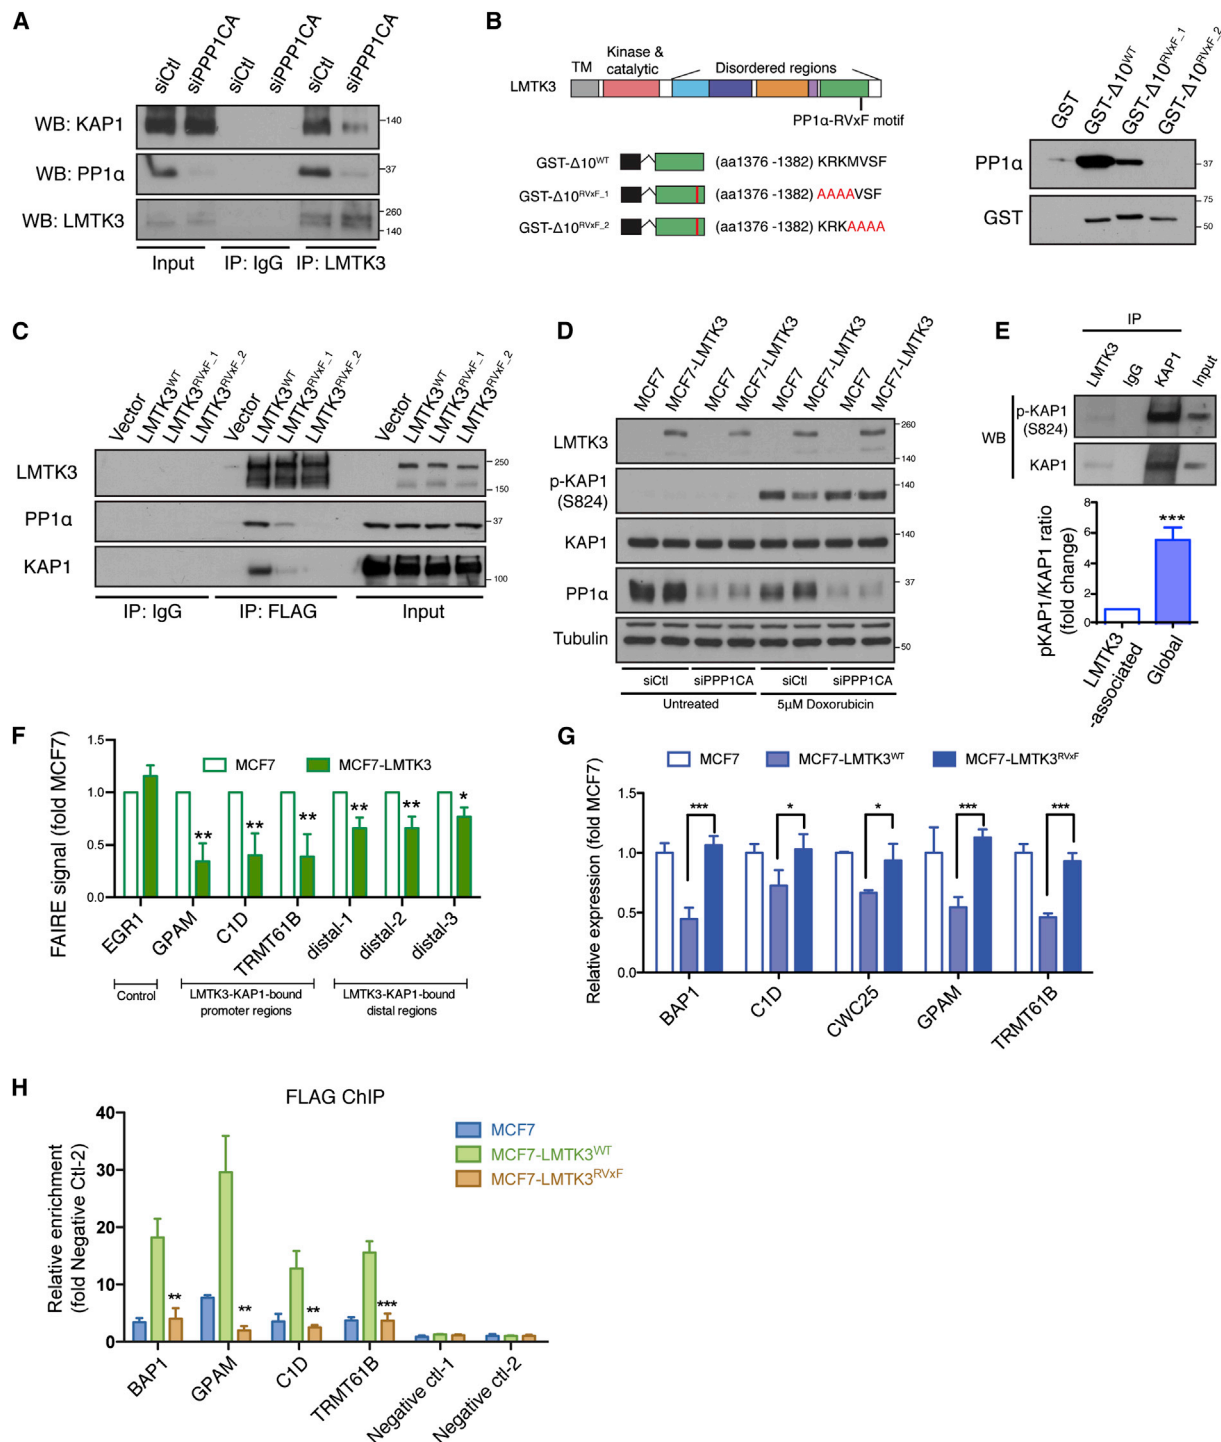 A
siCtl
siPPP1CA
siCtl
siPPP1CA
siCtl
siPPP1CA
WB: KAP1
140
WB: PP1α
37
WB: LMTK3
260
140
Input
IP: IgG
IP: LMTK3
B
TM
Kinase &
catalytic
Disordered regions
LMTK3
PP1α-RVxF motif
GST-Δ10WT
(aa1376 -1382) KRKMVSF
GST-Δ10RVxF_1
(aa1376 -1382) AAAAVSF
GST-Δ10RVxF_2
(aa1376 -1382) KRKAAAA
GST
GST-Δ10WT
GST-Δ10RVxF_1
GST-Δ10RVxF_2
PP1α
37
75
GST
50
C
Vector
LMTK3WT
LMTK3RVxF_1
LMTK3RVxF_2
Vector
LMTK3WT
LMTK3RVxF_1
LMTK3RVxF_2
Vector
LMTK3WT
LMTK3RVxF_1
LMTK3RVxF_2
LMTK3
250
150
PP1α
37
KAP1
100
IP: IgG
IP: FLAG
Input
D
MCF7
MCF7-LMTK3
MCF7
MCF7-LMTK3
MCF7
MCF7-LMTK3
MCF7
MCF7-LMTK3
LMTK3
260
140
p-KAP1
(S824)
140
KAP1
140
PP1α
37
Tubulin
50
siCtl
siPPP1CA
siCtl
siPPP1CA
Untreated
5μM Doxorubicin
E
IP
LMTK3
IgG
KAP1
Input
WB
p-KAP1
(S824)
KAP1
pKAP1/KAP1 ratio
(fold change)
8
6
4
2
0
***
LMTK3
-associated
Global
F
FAIRE signal (fold MCF7)
1.5
1.0
0.5
0.0
MCF7
MCF7-LMTK3
**
**
**
**
**
*
EGR1
GPAM
C1D
TRMT61B
distal-1
distal-2
distal-3
Control
LMTK3-KAP1-bound
promoter regions
LMTK3-KAP1-bound
distal regions
G
MCF7
MCF7-LMTK3WT
MCF7-LMTK3RVxF
Relative expression (fold MCF7)
1.5
1.0
0.5
0.0
***
*
*
***
***
BAP1
C1D
CWC25
GPAM
TRMT61B
H
FLAG ChIP
Relative enrichment
(fold Negative Ctl-2)
40
30
20
10
0
MCF7
MCF7-LMTK3WT
MCF7-LMTK3RVxF
**
**
**
***
BAP1
GPAM
C1D
TRMT61B
Negative ctl-1
Negative ctl-2